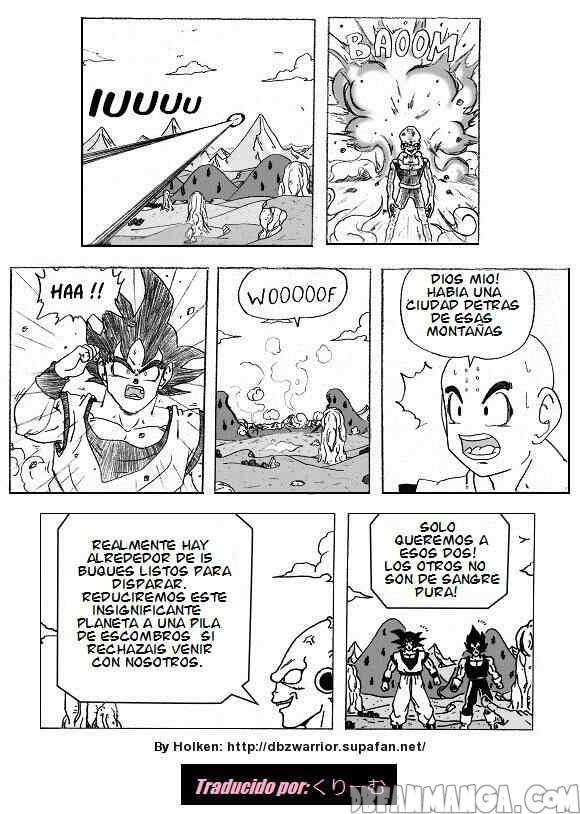 IUUUU
BAOOM
HAA !!
WOOOOOF
DIOS MIO!
HABIA UNA
CIUDAD DETRAS
DE ESAS
MONTAÑAS
REALMENTE HAY
ALREDEDOR DE 15
BUQUES LISTOS PARA
DISPARAR.
REDUCIREMOS ESTE
INSIGNIFICANTE
PLANETA A UNA PILA
DE ESCOMBROS SI
RECHAZAIS VENIR
CON NOSOTROS.
SOLO
QUEREMOS A
ESOS DOS!
LOS OTROS NO
SON DE SANGRE
PURA!
By Holken: http://dbzwarrior.supafan.net/
Traducido por:くりーむ
DBFANMANGA.COM